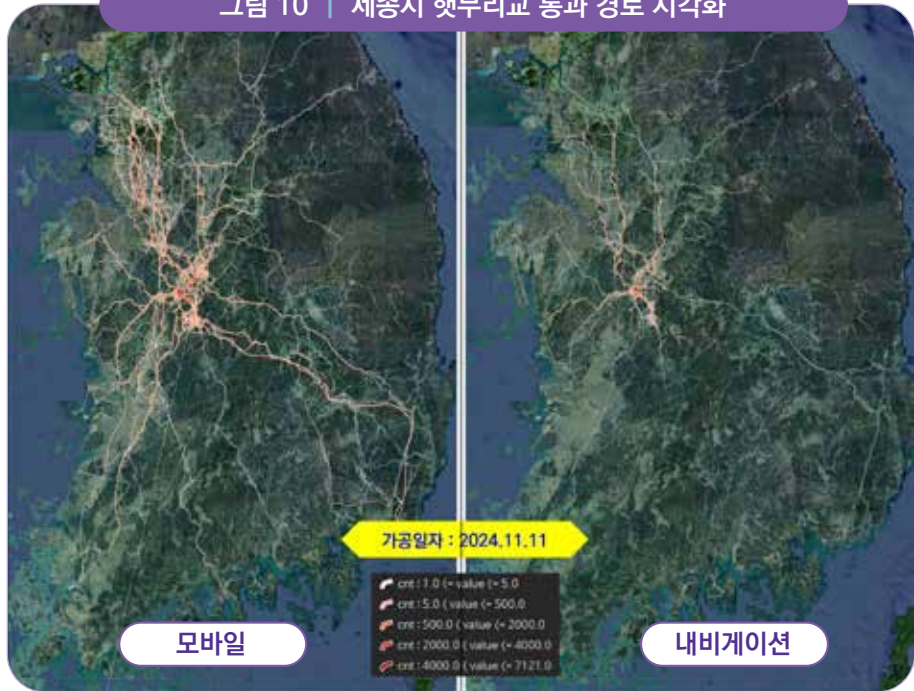 그림 10 | 세종시 햇무리교 통과 경로 시각화
가공일자 : 2024.11.11
cnt : 1.0 (= value (= 5.0
cnt : 5.0 ( value (= 500.0
cnt : 500.0 ( value (= 2000.0
cnt : 2000.0 ( value (= 4000.0
cnt : 4000.0 ( value (= 7121.0
모바일
내비게이션